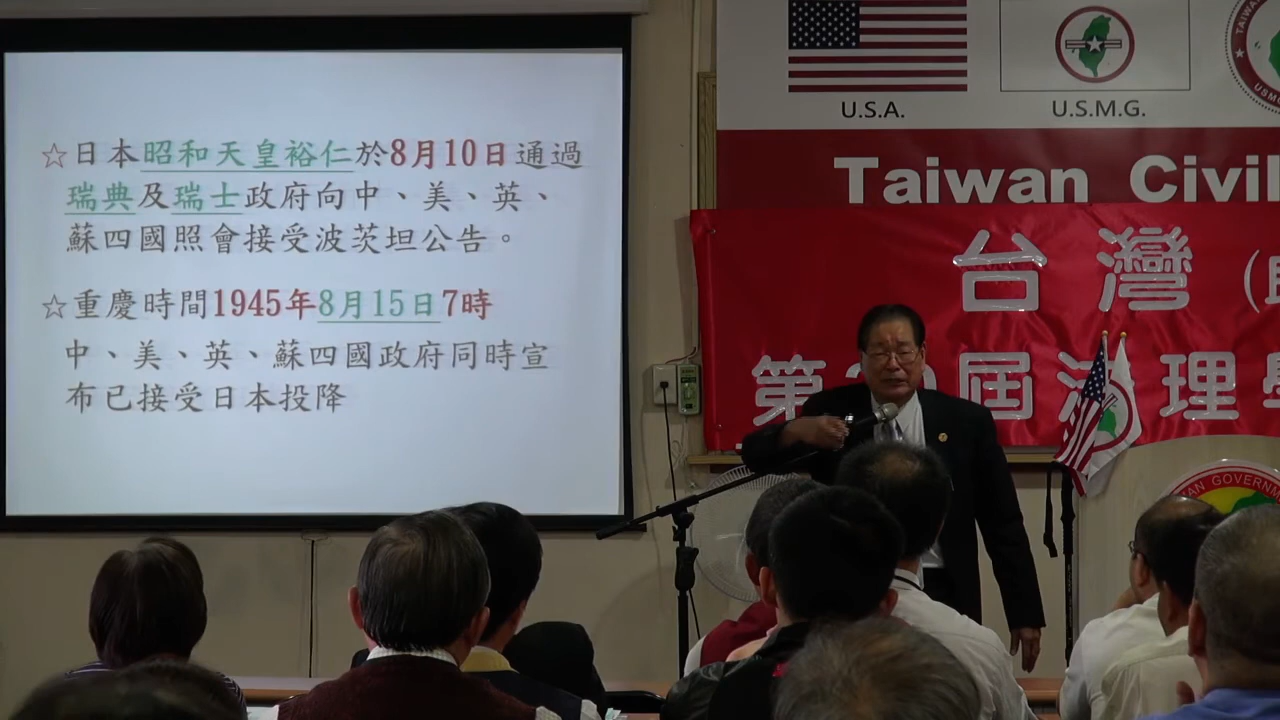 ☆日本昭和天皇裕仁於8月10日通過
瑞典及瑞士政府向中、美、英、
蘇四國照會接受波茨坦公告。
☆重慶時間1945年8月15日7時
中、美、英、蘇四國政府同時宣
布已接受日本投降
U.S.A.
U.S.M.G.
Taiwan Civil
台灣(
第 屆法理學